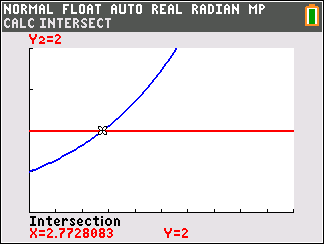 NORMAL FLOAT AUTO REAL RADIAN MP
CALC INTERSECT
Y₂=2
Intersection
X=2.7728083 Y=2